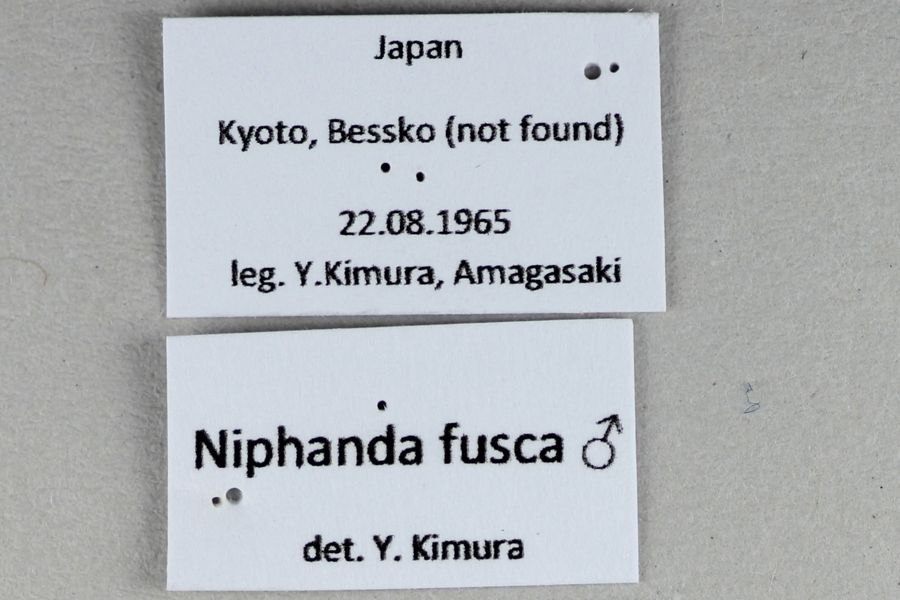 Japan
Kyoto, Bessko (not found)
22.08.1965
leg. Y.Kimura, Amagasaki
Niphanda fusca ♂
det. Y. Kimura